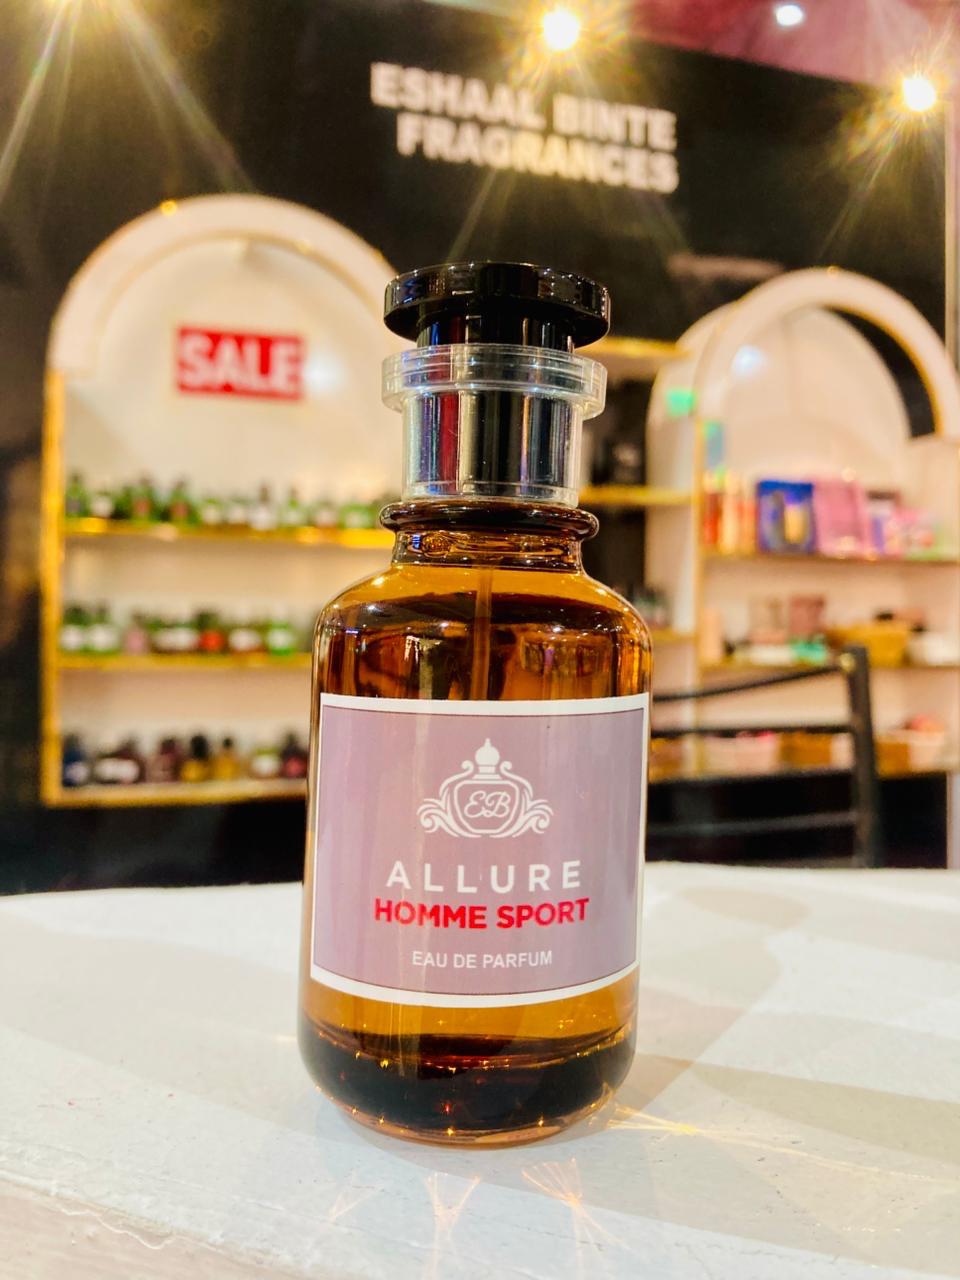 ESHAAL BINTE
FRAGRANCES
SALE
EB
ALLURE
HOMME SPORT
EAU DE PARFUM